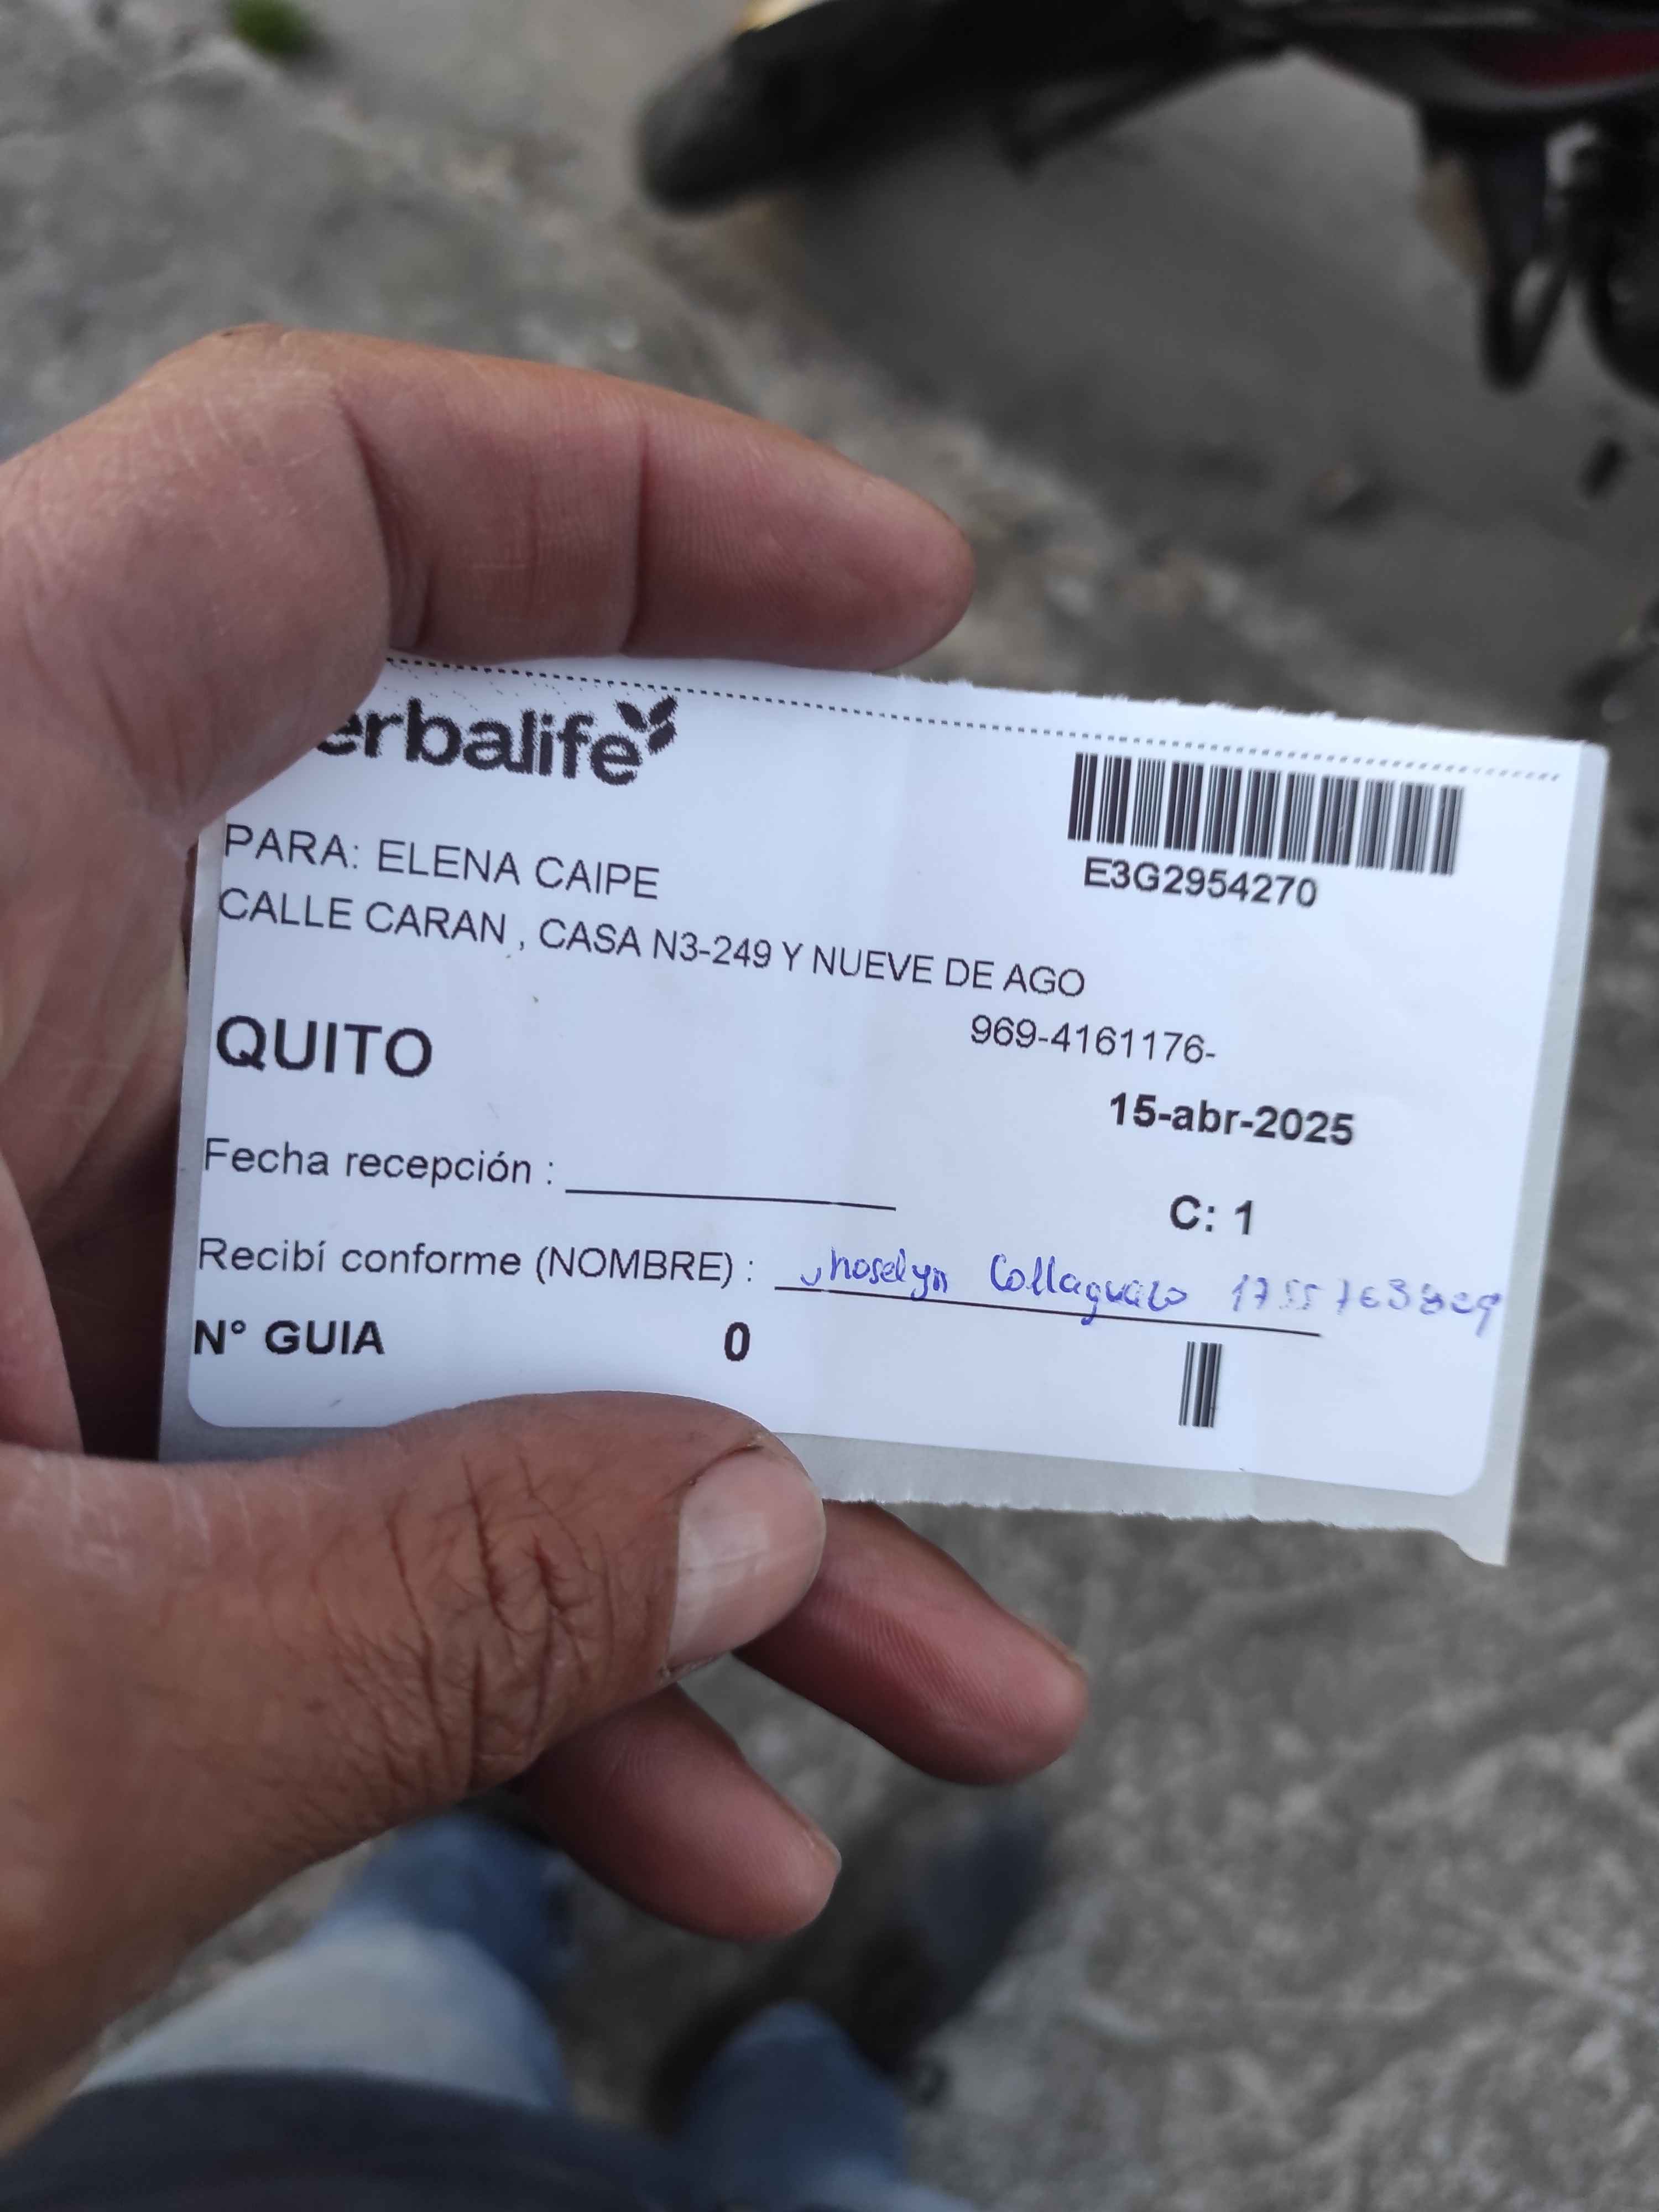 erbalife
E3G2954270
PARA: ELENA CAIPE
CALLE CARAN , CASA N3-249 Y NUEVE DE AGO
969-4161176-
QUITO
15-abr-2025
Fecha recepción :
C: 1
Recibí conforme (NOMBRE) : Jhoselyn Collaguazo
N° GUIA 0